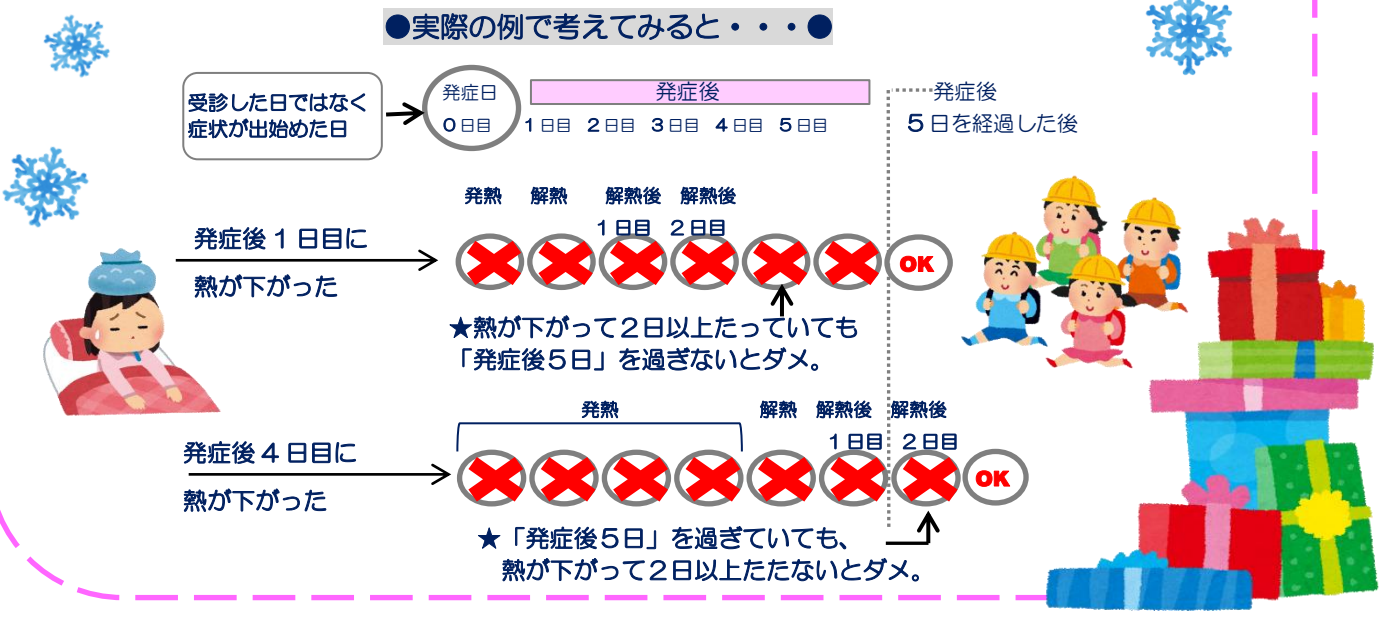 ●実際の例で考えてみると・・・●
受診した日ではなく
症状が出始めた日
発症日
０日目
発症後
１日目 ２日目 ３日目 ４日目 ５日目
発症後
５日を経過した後
発熱 解熱 解熱後 解熱後
１日目 ２日目
発症後１日目に
熱が下がった
OK
★熱が下がって２日以上たっていても
「発症後５日」を過ぎないとダメ。
発熱 解熱 解熱後 解熱後
１日目 ２日目
発症後４日目に
熱が下がった
OK
★「発症後５日」を過ぎていても、
熱が下がって２日以上たたないとダメ。